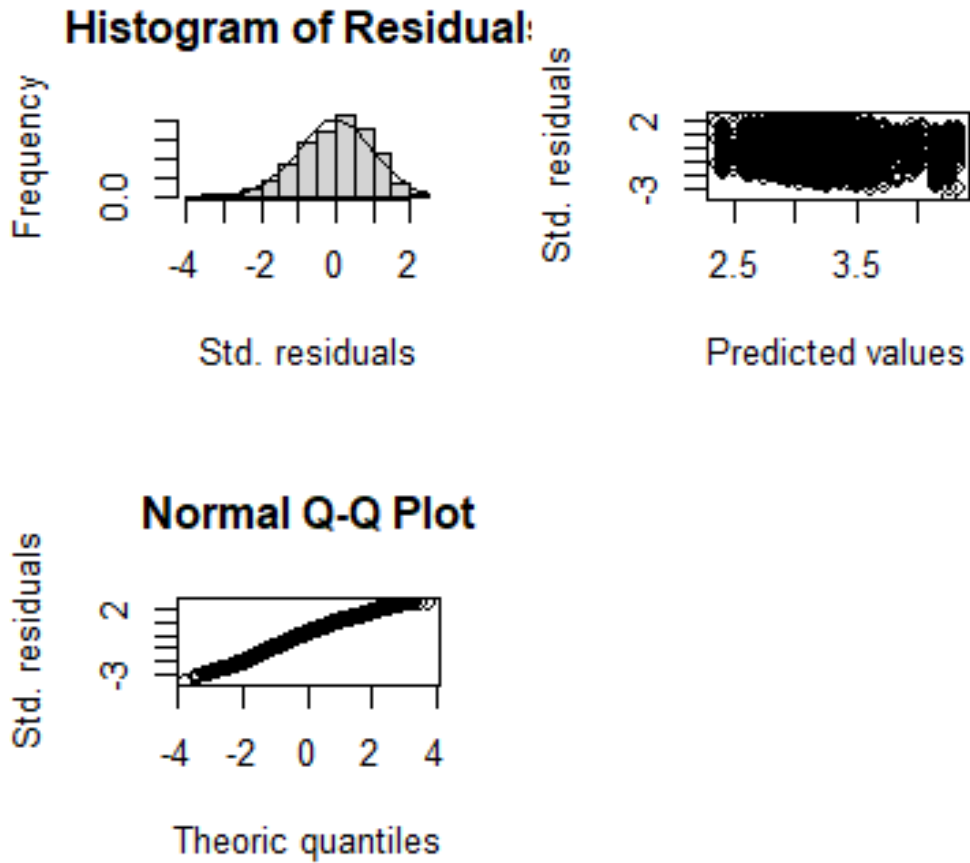 Histogram of Residuals
Frequency
0.0
-4 -2 0 2
Std. residuals
Std. residuals
2
-3
2.5 3.5
Predicted values
Normal Q-Q Plot
Std. residuals
2
-3
-4 -2 0 2 4
Theoric quantiles